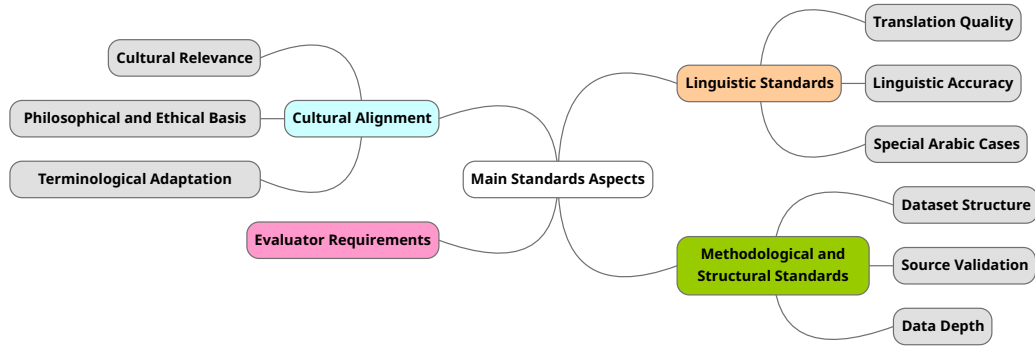 Main Standards Aspects
Linguistic Standards
Translation Quality
Linguistic Accuracy
Special Arabic Cases
Methodological and
Structural Standards
Dataset Structure
Source Validation
Data Depth
Cultural Alignment
Cultural Relevance
Philosophical and Ethical Basis
Terminological Adaptation
Evaluator Requirements